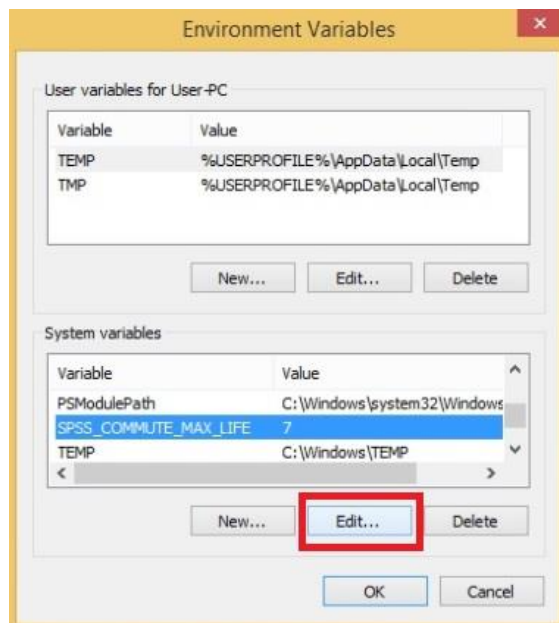 Environment Variables
User variables for User-PC
Variable Value
TEMP %USERPROFILE%\AppData\Local\Temp
TMP %USERPROFILE%\AppData\Local\Temp
New... Edit... Delete
System variables
Variable Value
PSModulePath C:\Windows\system32\Windows
SPSS_COMMUTE_MAX_LIFE 7
TEMP C:\Windows\TEMP
New... Edit... Delete
OK Cancel